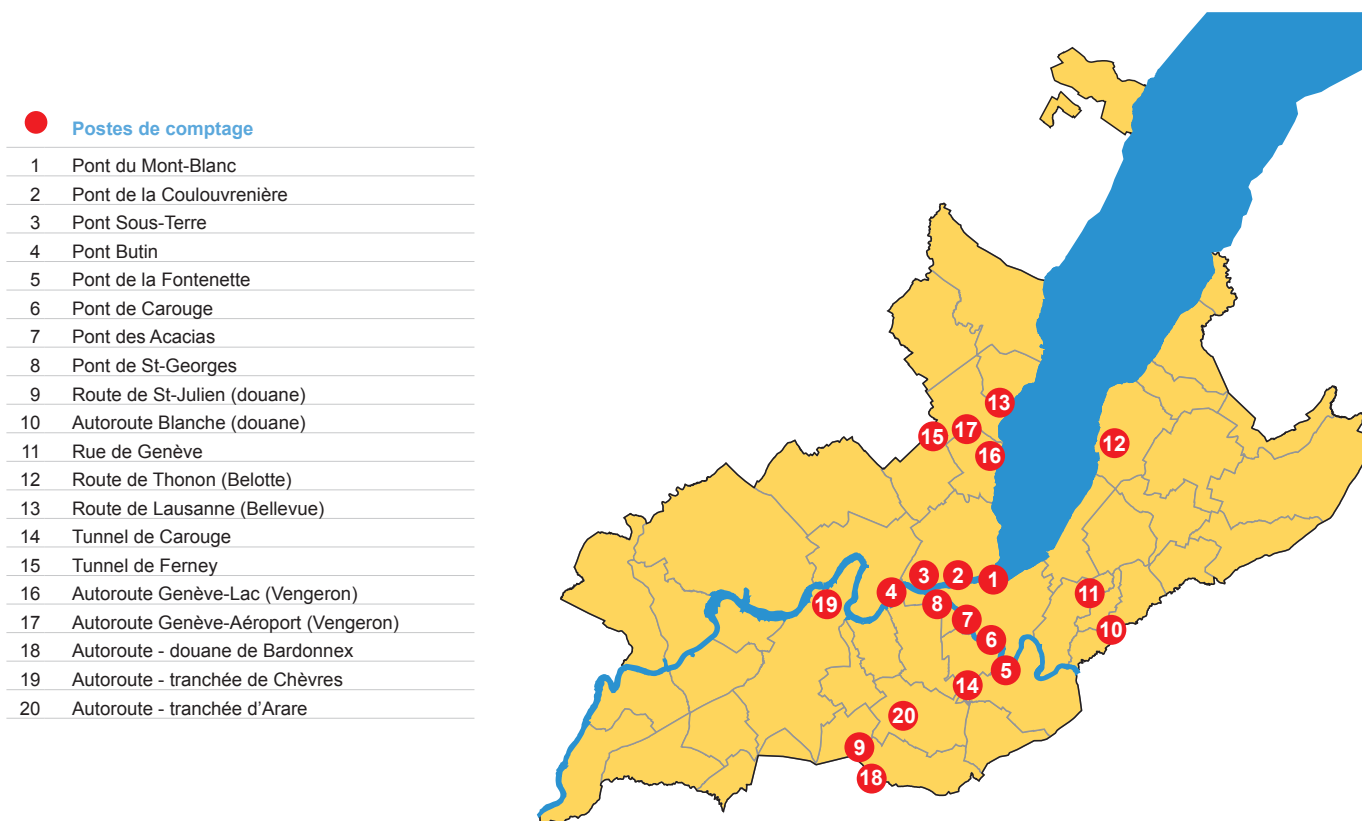 Postes de comptage
1 Pont du Mont-Blanc
2 Pont de la Coulouvrenière
3 Pont Sous-Terre
4 Pont Butin
5 Pont de la Fontenette
6 Pont de Carouge
7 Pont des Acacias
8 Pont de St-Georges
9 Route de St-Julien (douane)
10 Autoroute Blanche (douane)
11 Rue de Genève
12 Route de Thonon (Belotte)
13 Route de Lausanne (Bellevue)
14 Tunnel de Carouge
15 Tunnel de Ferney
16 Autoroute Genève-Lac (Vengeron)
17 Autoroute Genève-Aéroport (Vengeron)
18 Autoroute - douane de Bardonnex
19 Autoroute - tranchée de Chèvres
20 Autoroute - tranchée d'Arare
13
17
15
12
16
3
2
1
4
11
19
8
7
10
6
5
14
20
9
18